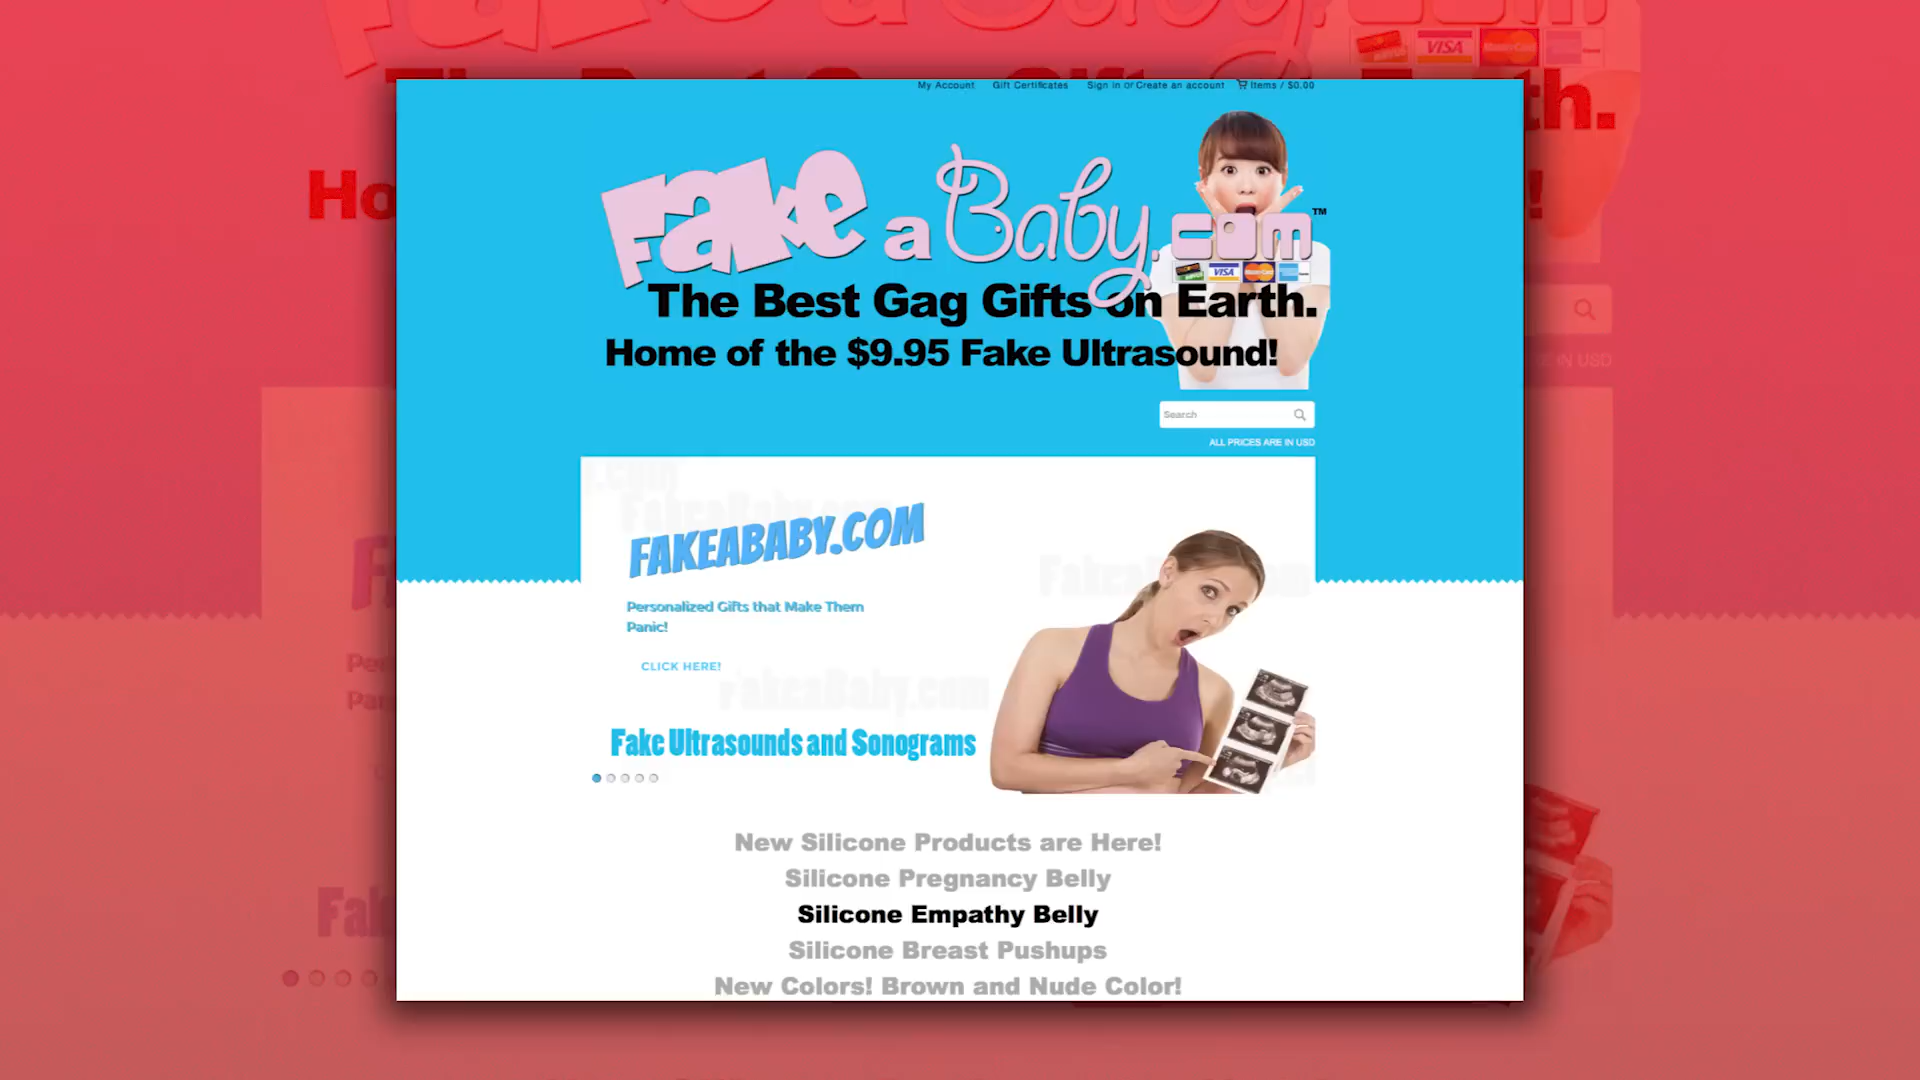 My Account Gift Certificates Sign in or Create an account Items / $0.00
Fake a Baby.com™
VISA MasterCard
The Best Gag Gifts on Earth.
Home of the $9.95 Fake Ultrasound!
Search
ALL PRICES ARE IN USD
FAKEABABY.COM
Personalized Gifts that Make Them
Panic!
CLICK HERE!
FakeaBaby.com
Fake Ultrasounds and Sonograms
New Silicone Products are Here!
Silicone Pregnancy Belly
Silicone Empathy Belly
Silicone Breast Pushups
New Colors! Brown and Nude Color!